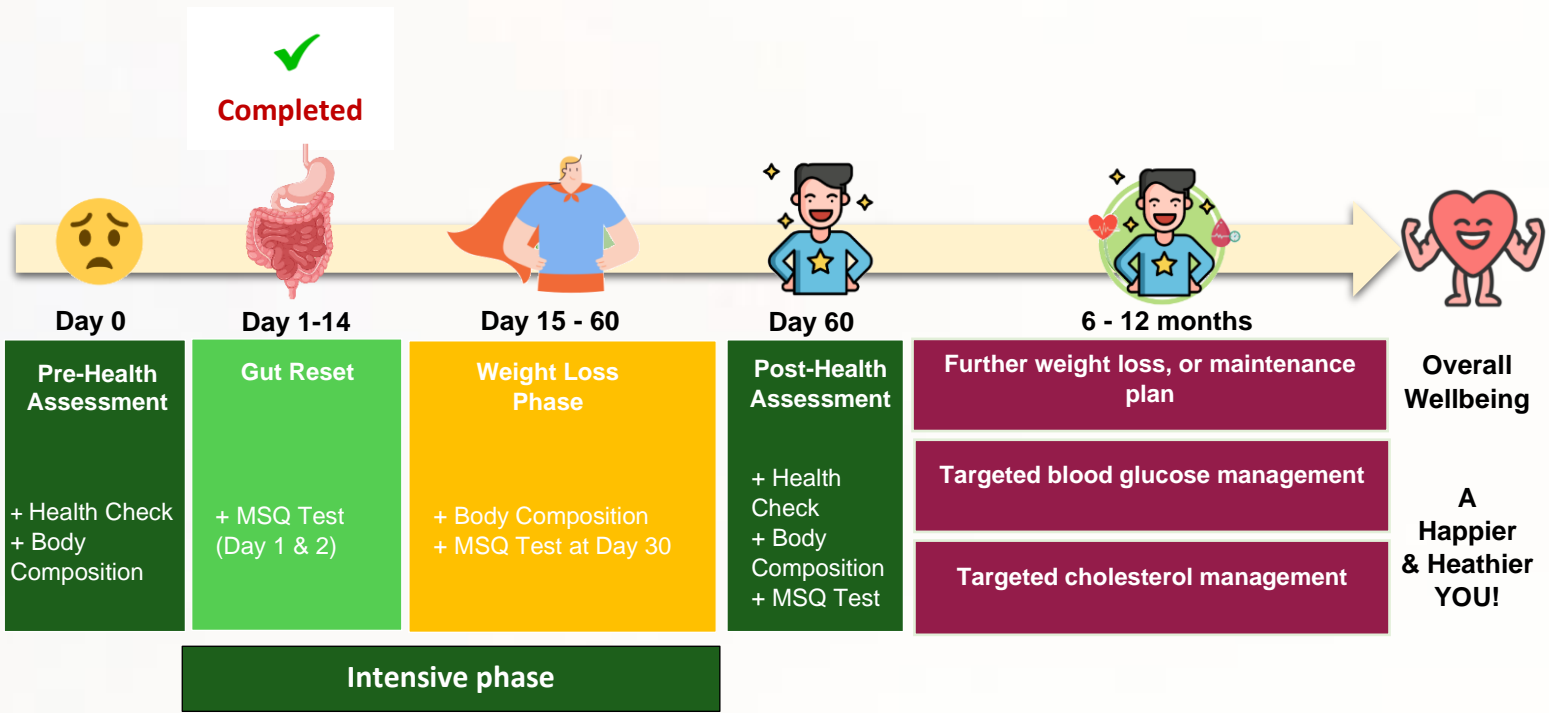 Completed
Day 0
Day 1-14
Day 15 - 60
Day 60
6 - 12 months
Pre-Health
Assessment
+ Health Check
+ Body
Composition
Gut Reset
+ MSQ Test
(Day 1 & 2)
Weight Loss
Phase
+ Body Composition
+ MSQ Test at Day 30
Post-Health
Assessment
+ Health
Check
+ Body
Composition
+ MSQ Test
Further weight loss, or maintenance
plan
Targeted blood glucose management
Targeted cholesterol management
Overall
Wellbeing
A
Happier
& Heathier
YOU!
Intensive phase